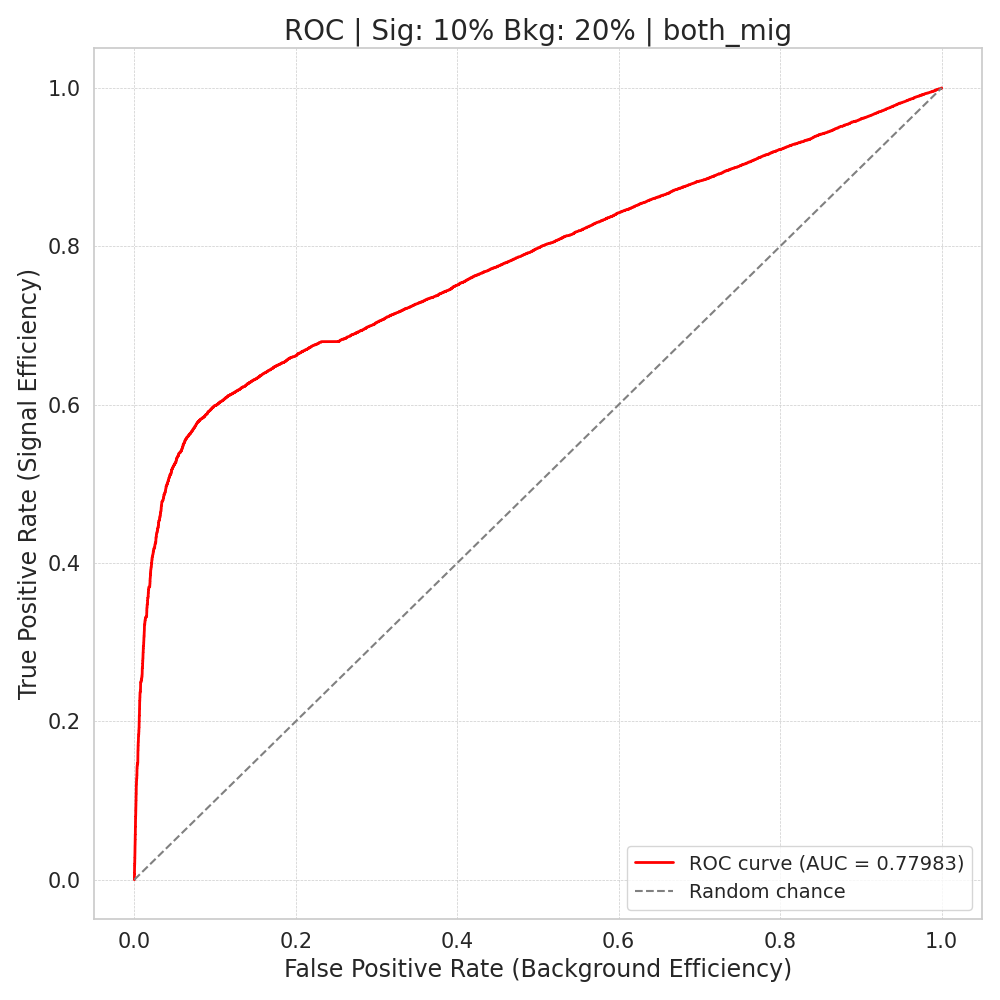 ROC | Sig: 10% Bkg: 20% | both_mig
True Positive Rate (Signal Efficiency)
1.0
0.8
0.6
0.4
0.2
0.0
ROC curve (AUC = 0.77983)
Random chance
0.0 0.2 0.4 0.6 0.8 1.0
False Positive Rate (Background Efficiency)